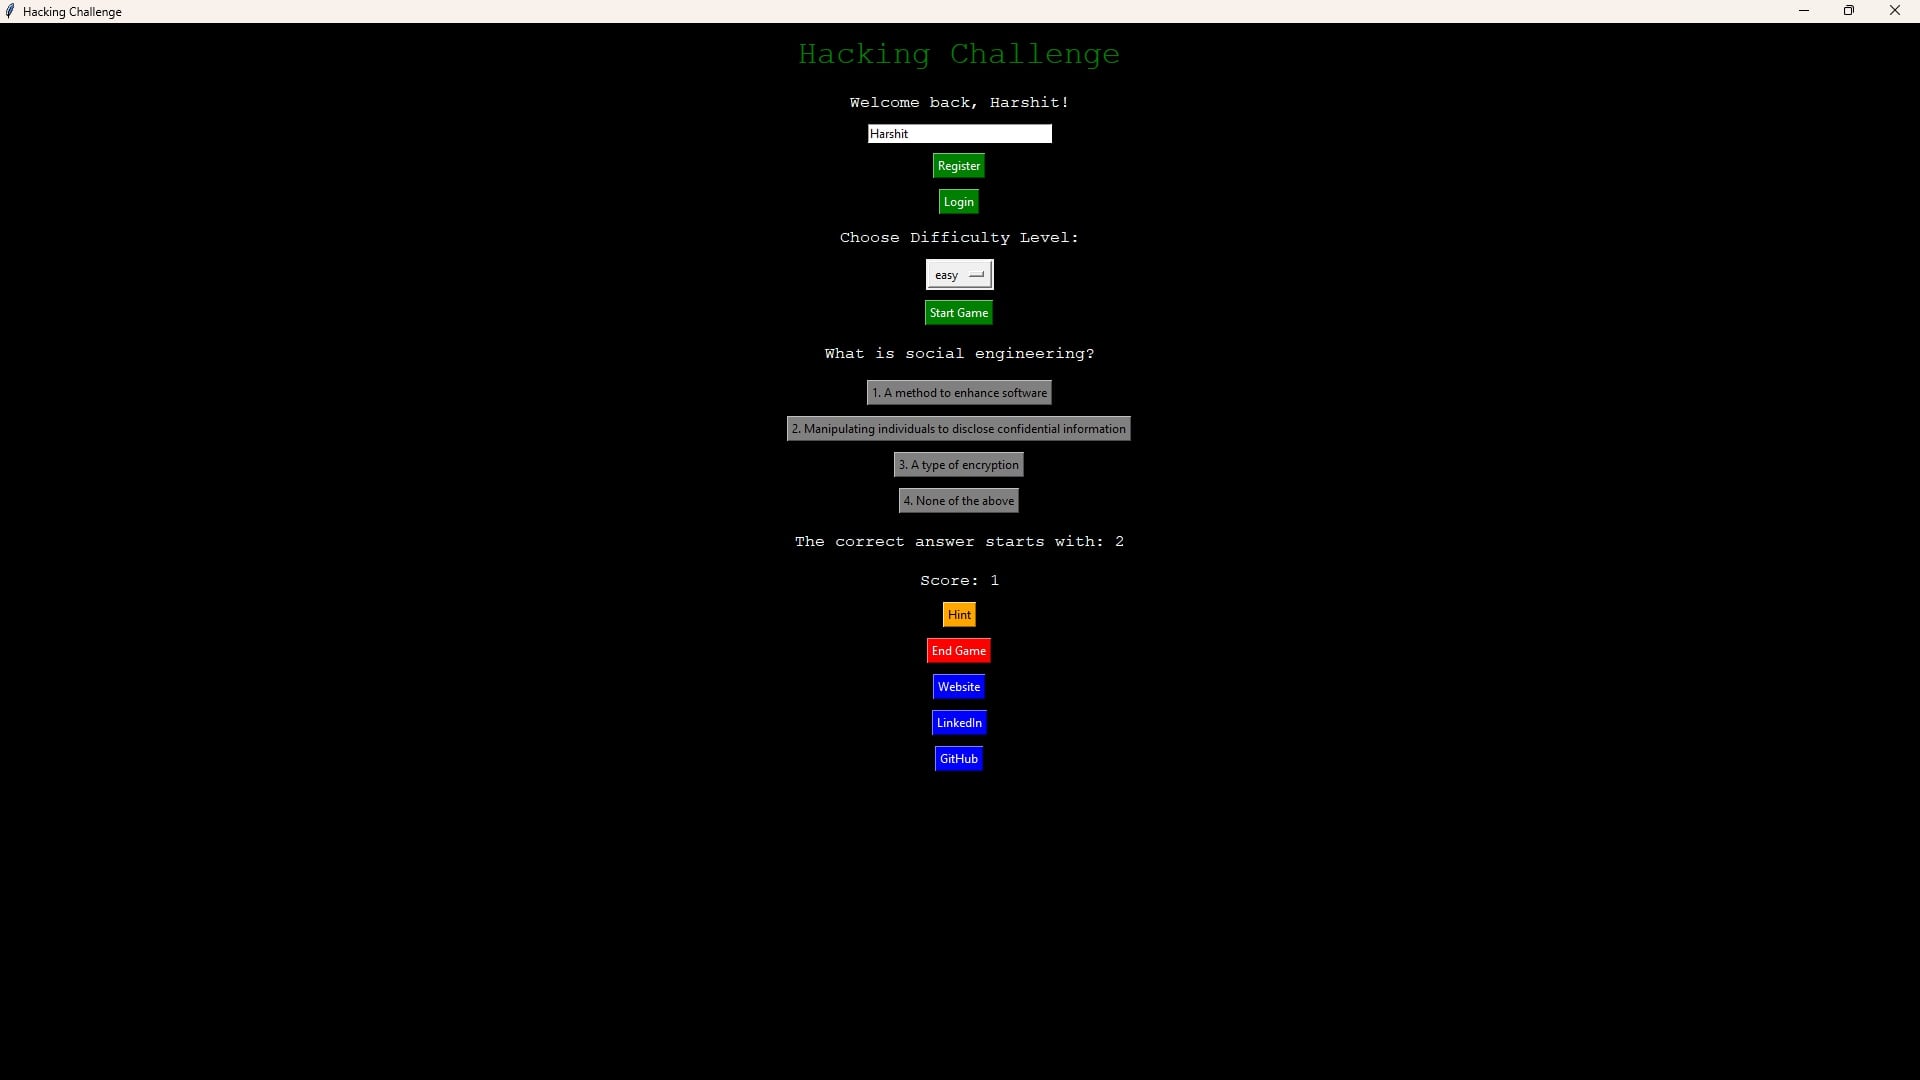 Hacking Challenge
Hacking Challenge
Welcome back, Harshit!
Harshit
Register
Login
Choose Difficulty Level:
easy
Start Game
What is social engineering?
1. A method to enhance software
2. Manipulating individuals to disclose confidential information
3. A type of encryption
4. None of the above
The correct answer starts with: 2
Score: 1
Hint
End Game
Website
LinkedIn
GitHub